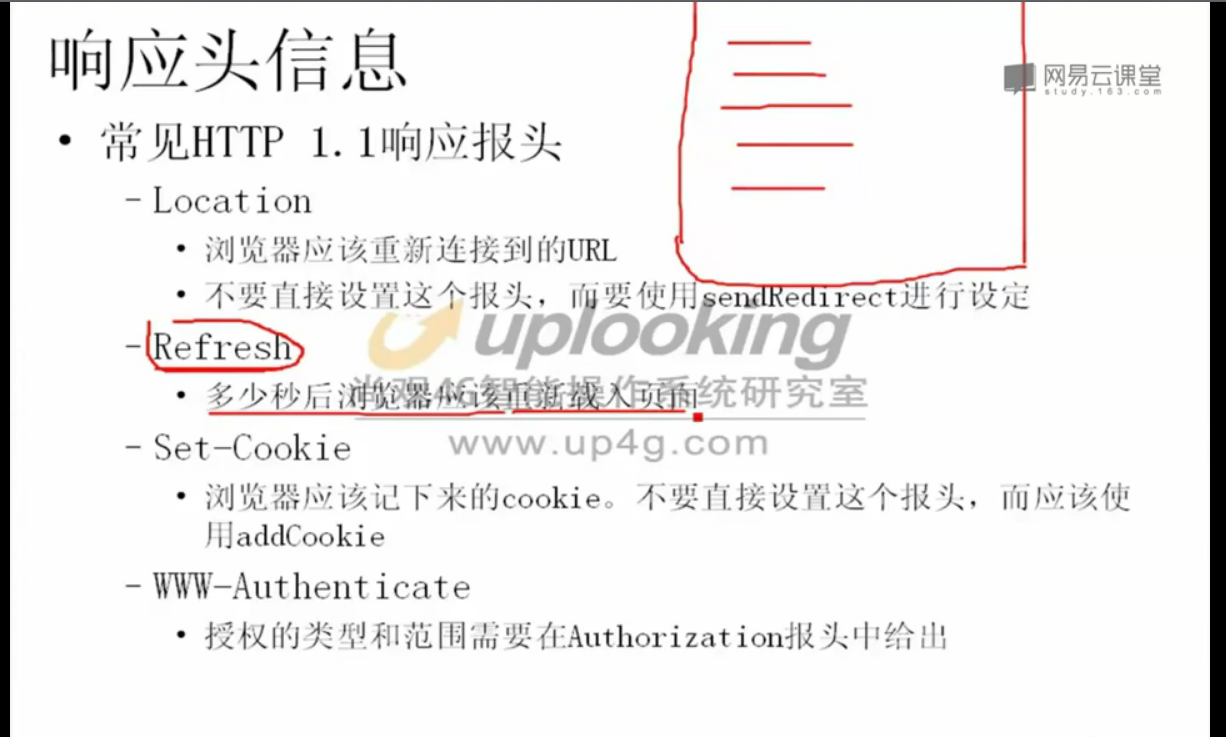 响应头信息
网易云课堂
study.163.com
• 常见HTTP 1.1响应报头
– Location
• 浏览器应该重新连接到的URL
• 不要直接设置这个报头，而要使用sendRedirect进行设定
uplooking
– Refresh
• 多少秒后浏览器应该重新载入页面
尚观4G智能操作系统研究室
www.up4g.com
– Set-Cookie
• 浏览器应该记下来的cookie。不要直接设置这个报头，而应该使
用addCookie
– WWW-Authenticate
• 授权的类型和范围需要在Authorization报头中给出